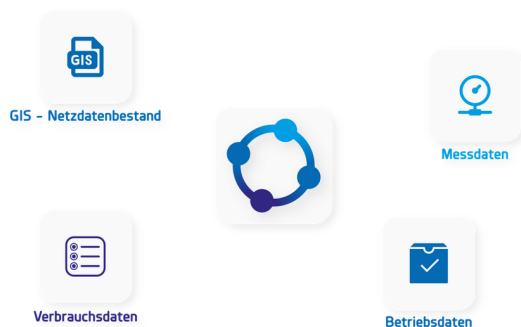 GIS
GIS - Netzdatenbestand
Messdaten
Verbrauchsdaten
Betriebsdaten